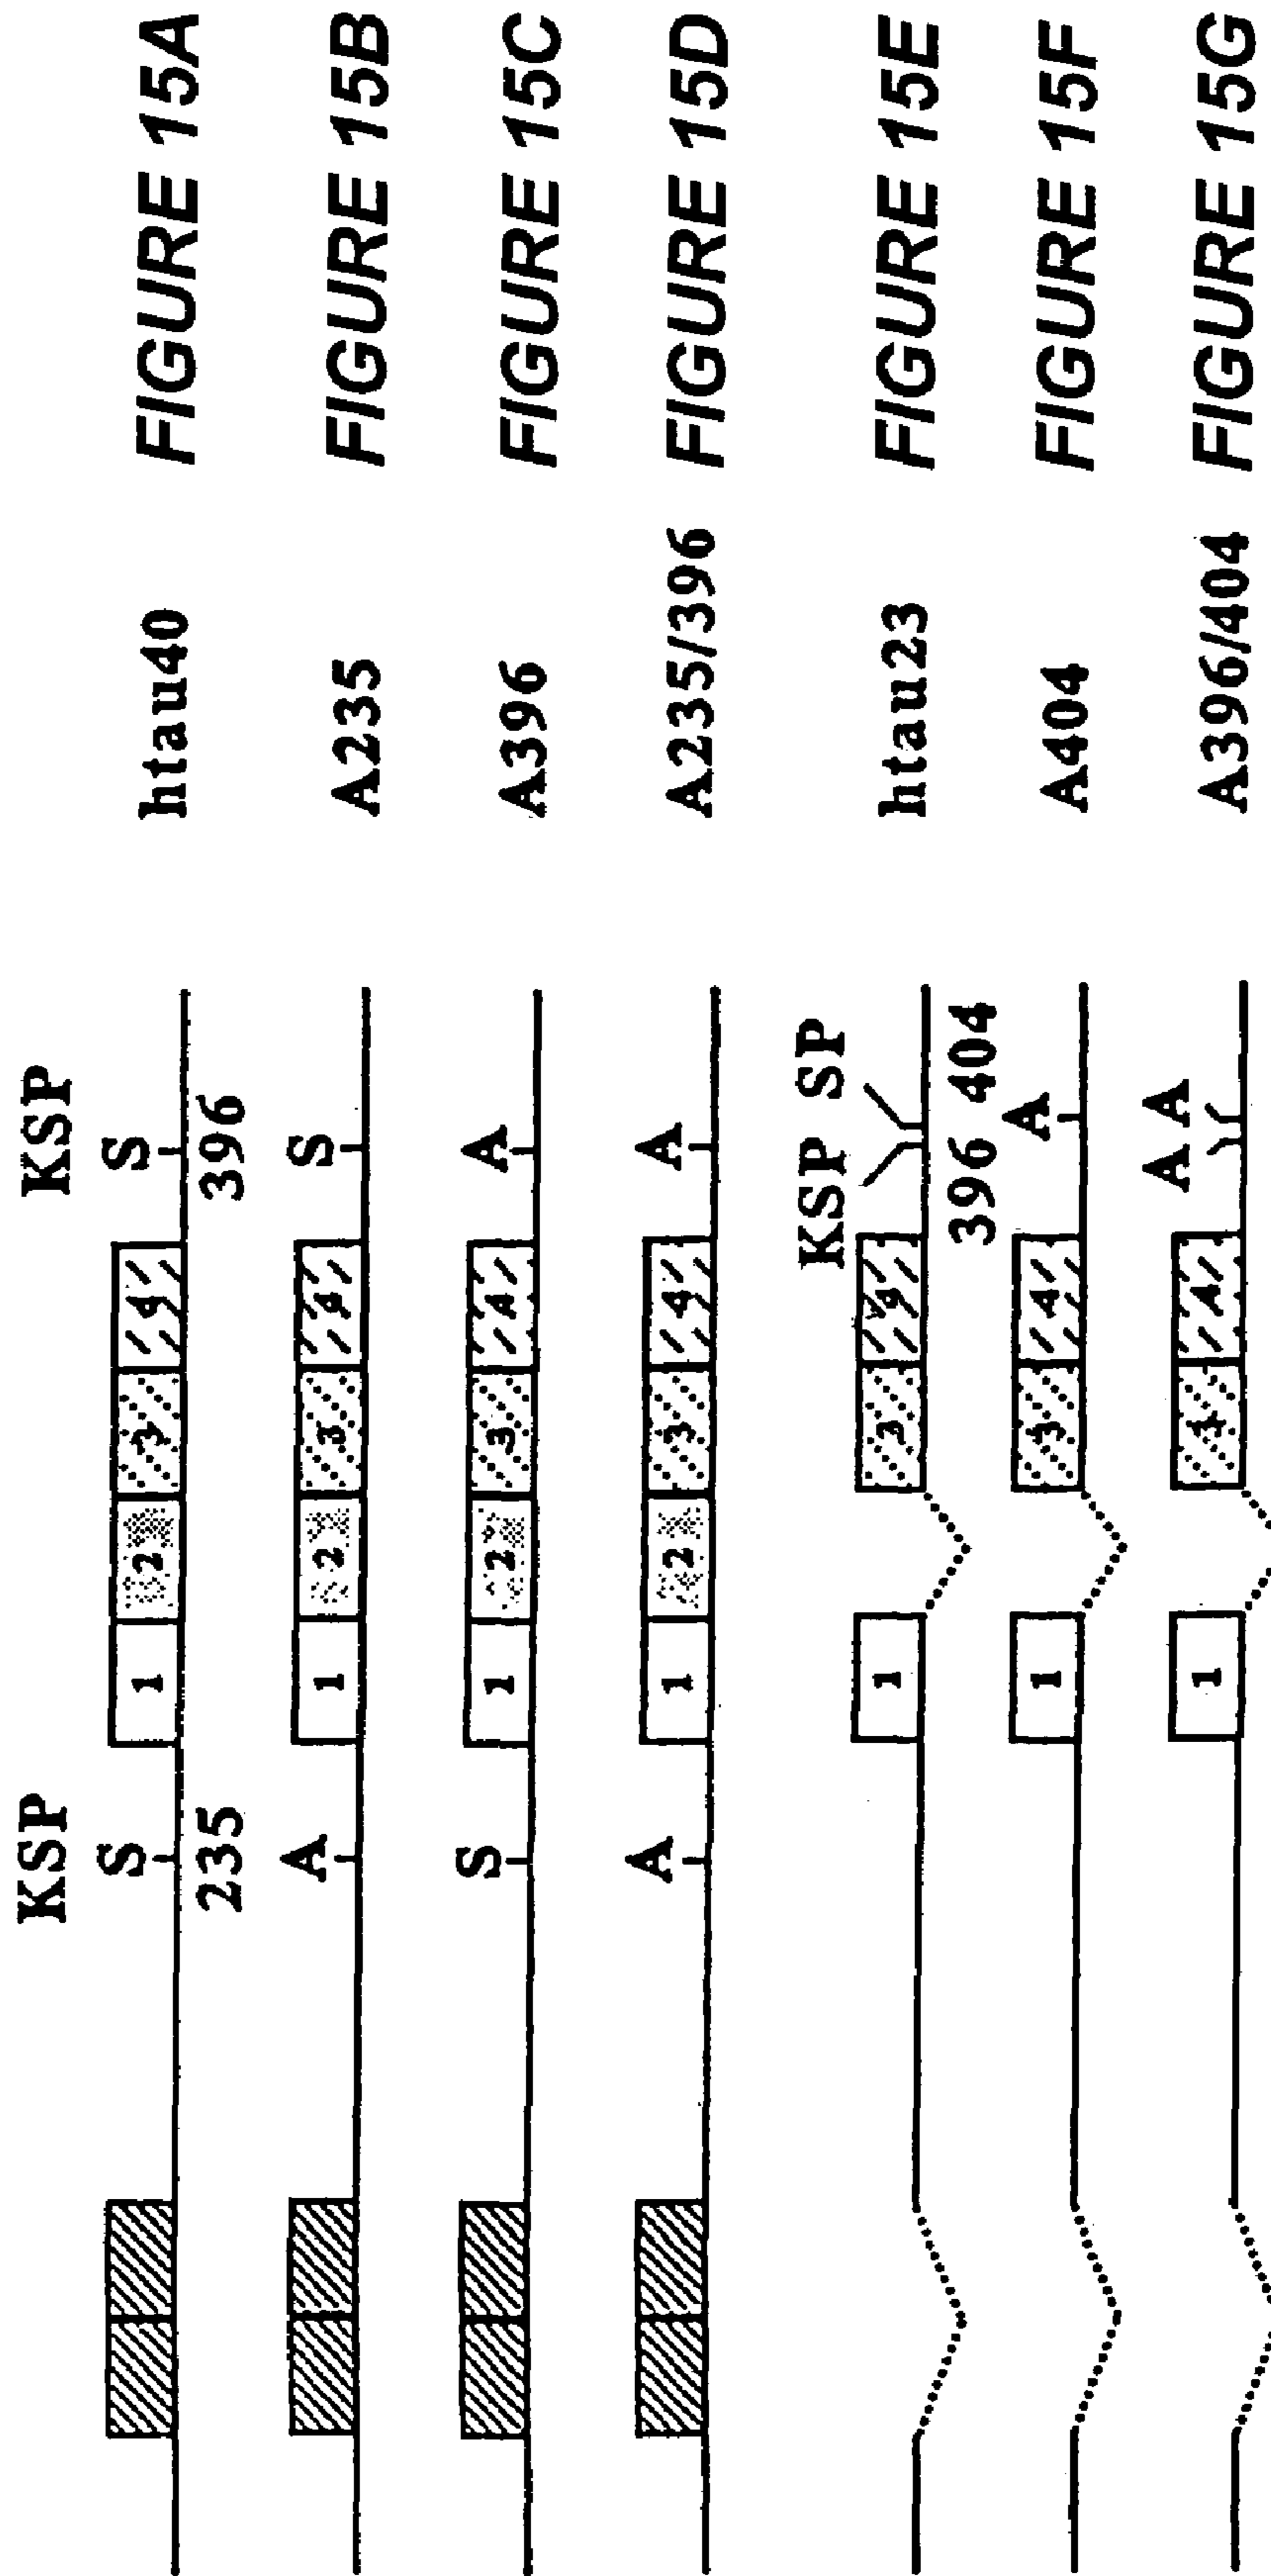 KSP KSP
S S
1 2 3 4 htau40 FIGURE 15A
235 396
A 1 2 3 4 S A235 FIGURE 15B
S 1 2 3 4 A A396 FIGURE 15C
A 1 2 3 4 A A235/396 FIGURE 15D
KSP SP
1 3 4 htau23 FIGURE 15E
396 404
1 3 4 A A404 FIGURE 15F
1 3 4 A A A396/404 FIGURE 15G